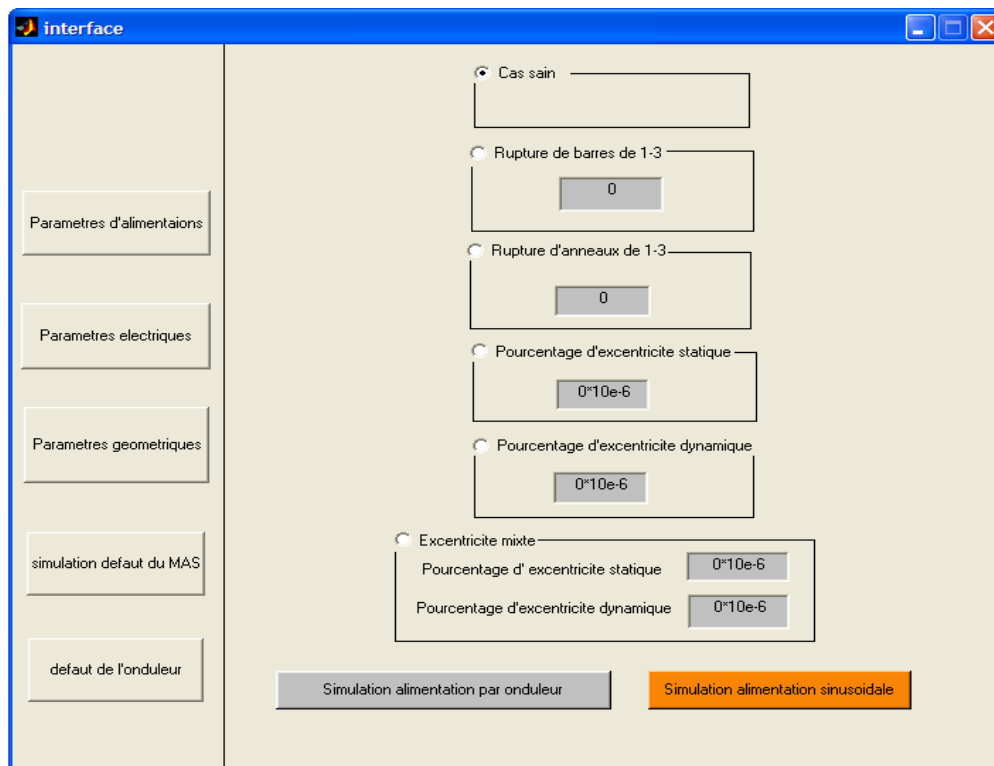 interface
Parametres d'alimentaions
Parametres electriques
Parametres geometriques
simulation defaut du MAS
defaut de l'onduleur
Cas sain
Rupture de barres de 1-3
0
Rupture d'anneaux de 1-3
0
Pourcentage d'excentricite statique
0*10e-6
Pourcentage d'excentricite dynamique
0*10e-6
Excentricite mixte
Pourcentage d' excentricite statique 0*10e-6
Pourcentage d'excentricite dynamique 0*10e-6
Simulation alimentation par onduleur
Simulation alimentation sinusoidale